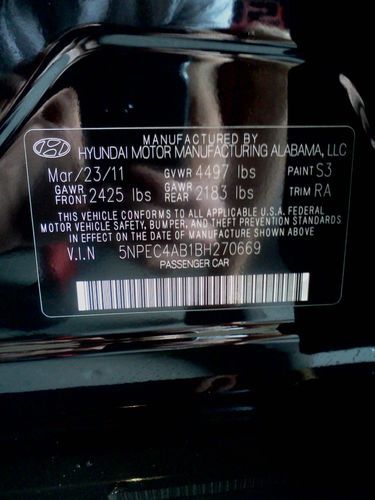 MANUFACTURED BY
HYUNDAI MOTOR MANUFACTURING ALABAMA, LLC
Mar/23/11 GVWR 4497 lbs PAINT S3
GAWR FRONT 2425 lbs GAWR REAR 2183 lbs TRIM RA
THIS VEHICLE CONFORMS TO ALL APPLICABLE U.S.A. FEDERAL
MOTOR VEHICLE SAFETY, BUMPER, AND THEFT PREVENTION STANDARDS
IN EFFECT ON THE DATE OF MANUFACTURE SHOWN ABOVE
V.I.N 5NPEC4AB1BH270669
PASSENGER CAR